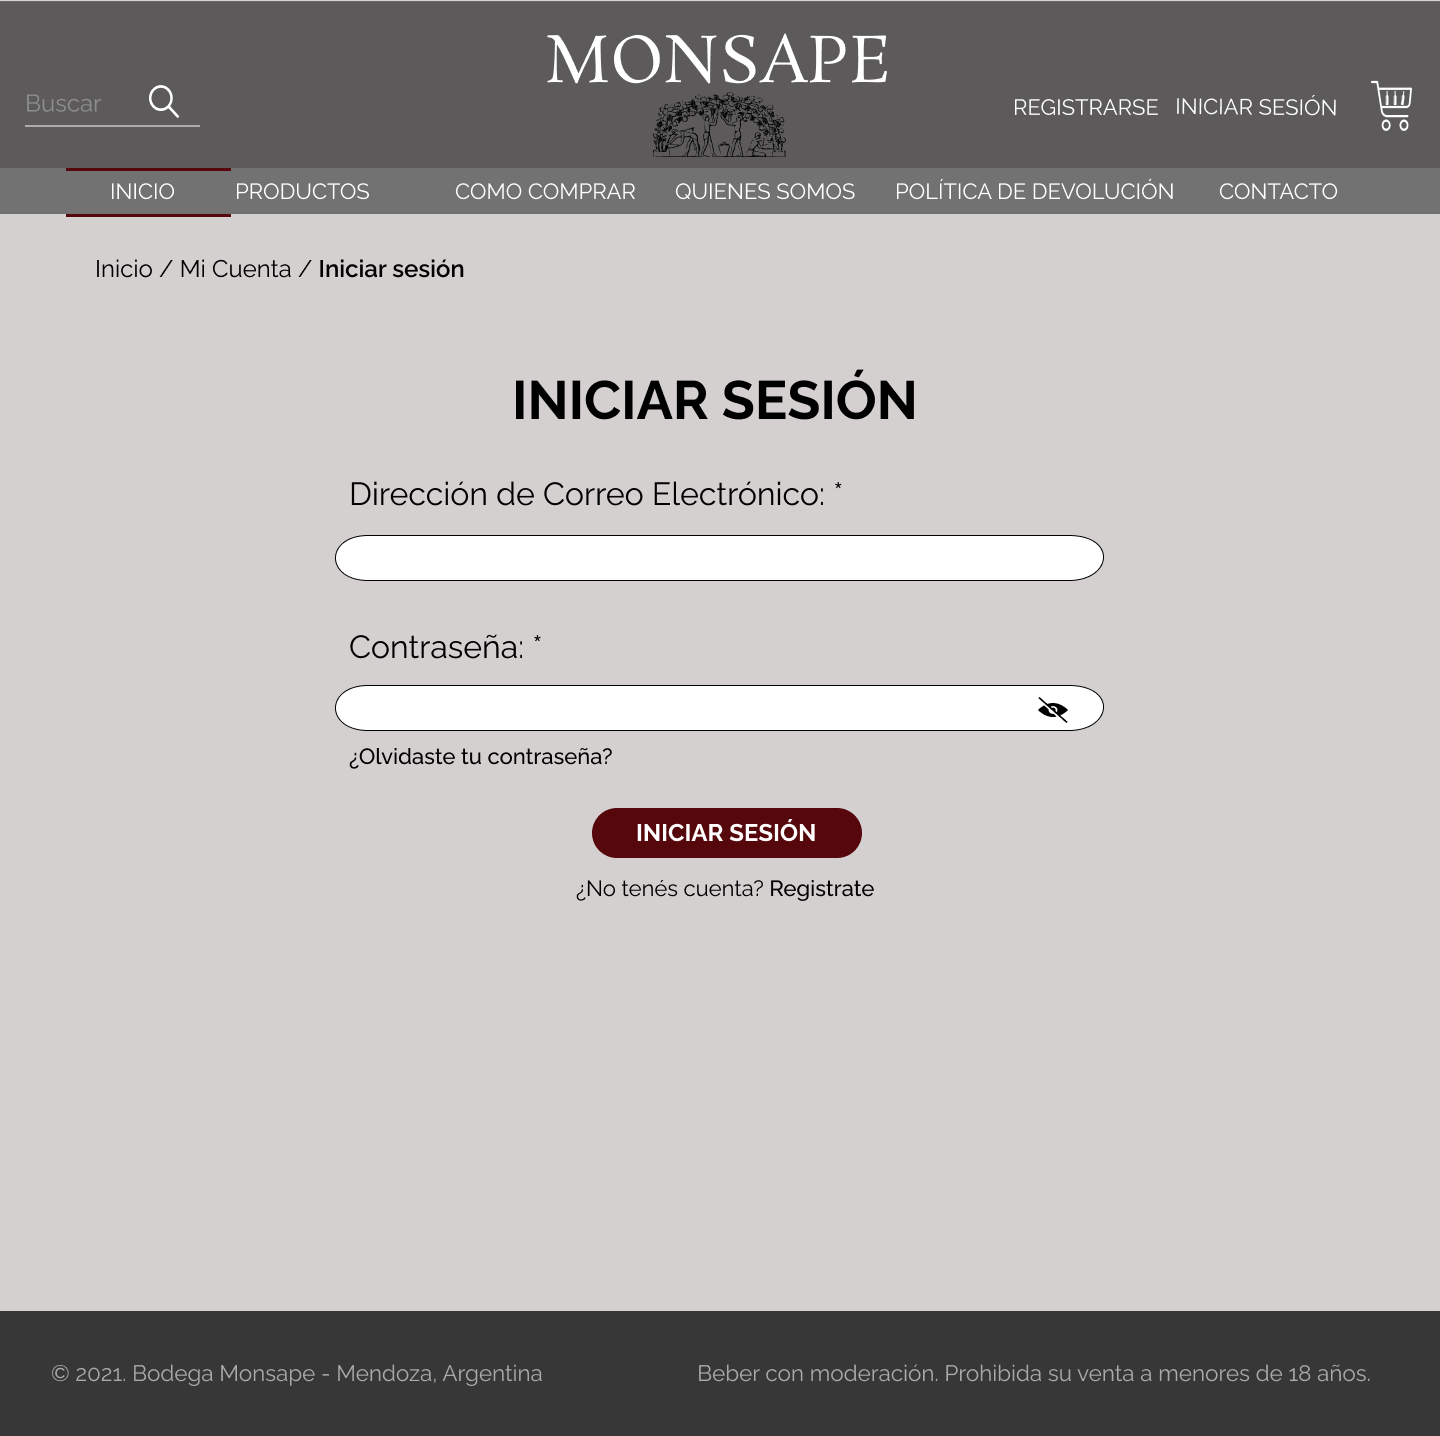 MONSAPE
Buscar
REGISTRARSE INICIAR SESIÓN
INICIO PRODUCTOS COMO COMPRAR QUIENES SOMOS POLÍTICA DE DEVOLUCIÓN CONTACTO
Inicio / Mi Cuenta / Iniciar sesión
INICIAR SESIÓN
Dirección de Correo Electrónico: *
Contraseña: *
¿Olvidaste tu contraseña?
INICIAR SESIÓN
¿No tenés cuenta? Registrate
© 2021. Bodega Monsape - Mendoza, Argentina Beber con moderación. Prohibida su venta a menores de 18 años.